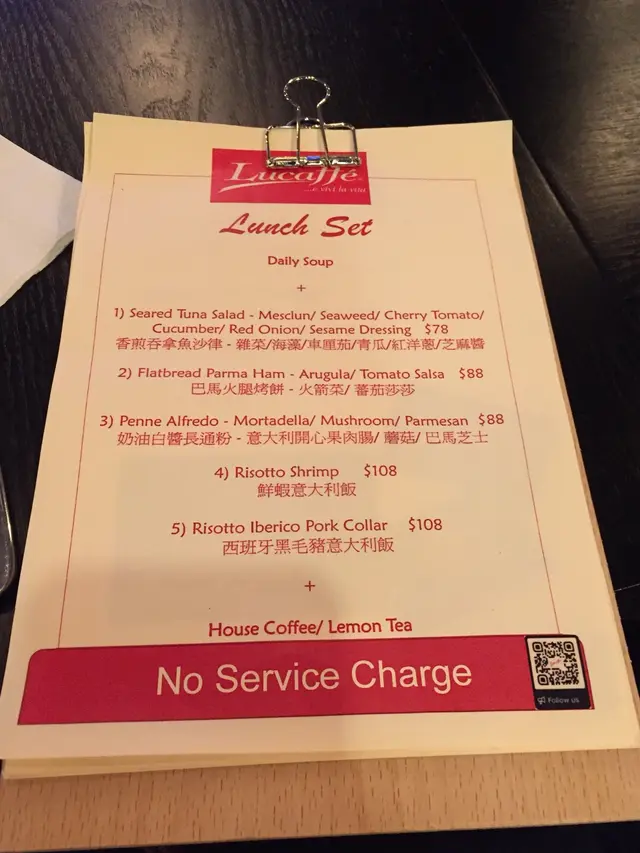 Lucaffé
...e vivi la vita
Lunch Set
Daily Soup
+
1) Seared Tuna Salad - Mesclun/ Seaweed/ Cherry Tomato/
Cucumber/ Red Onion/ Sesame Dressing $78
香煎吞拿魚沙律 - 雜菜/海藻/車厘茄/青瓜/紅洋蔥/芝麻醬
2) Flatbread Parma Ham - Arugula/ Tomato Salsa $88
巴馬火腿烤餅 - 火箭菜/ 蕃茄莎莎
3) Penne Alfredo - Mortadella/ Mushroom/ Parmesan $88
奶油白醬長通粉 - 意大利開心果肉腸/ 蘑菇/ 巴馬芝士
4) Risotto Shrimp $108
鮮蝦意大利飯
5) Risotto Iberico Pork Collar $108
西班牙黑毛豬意大利飯
+
House Coffee/ Lemon Tea
No Service Charge
Follow us